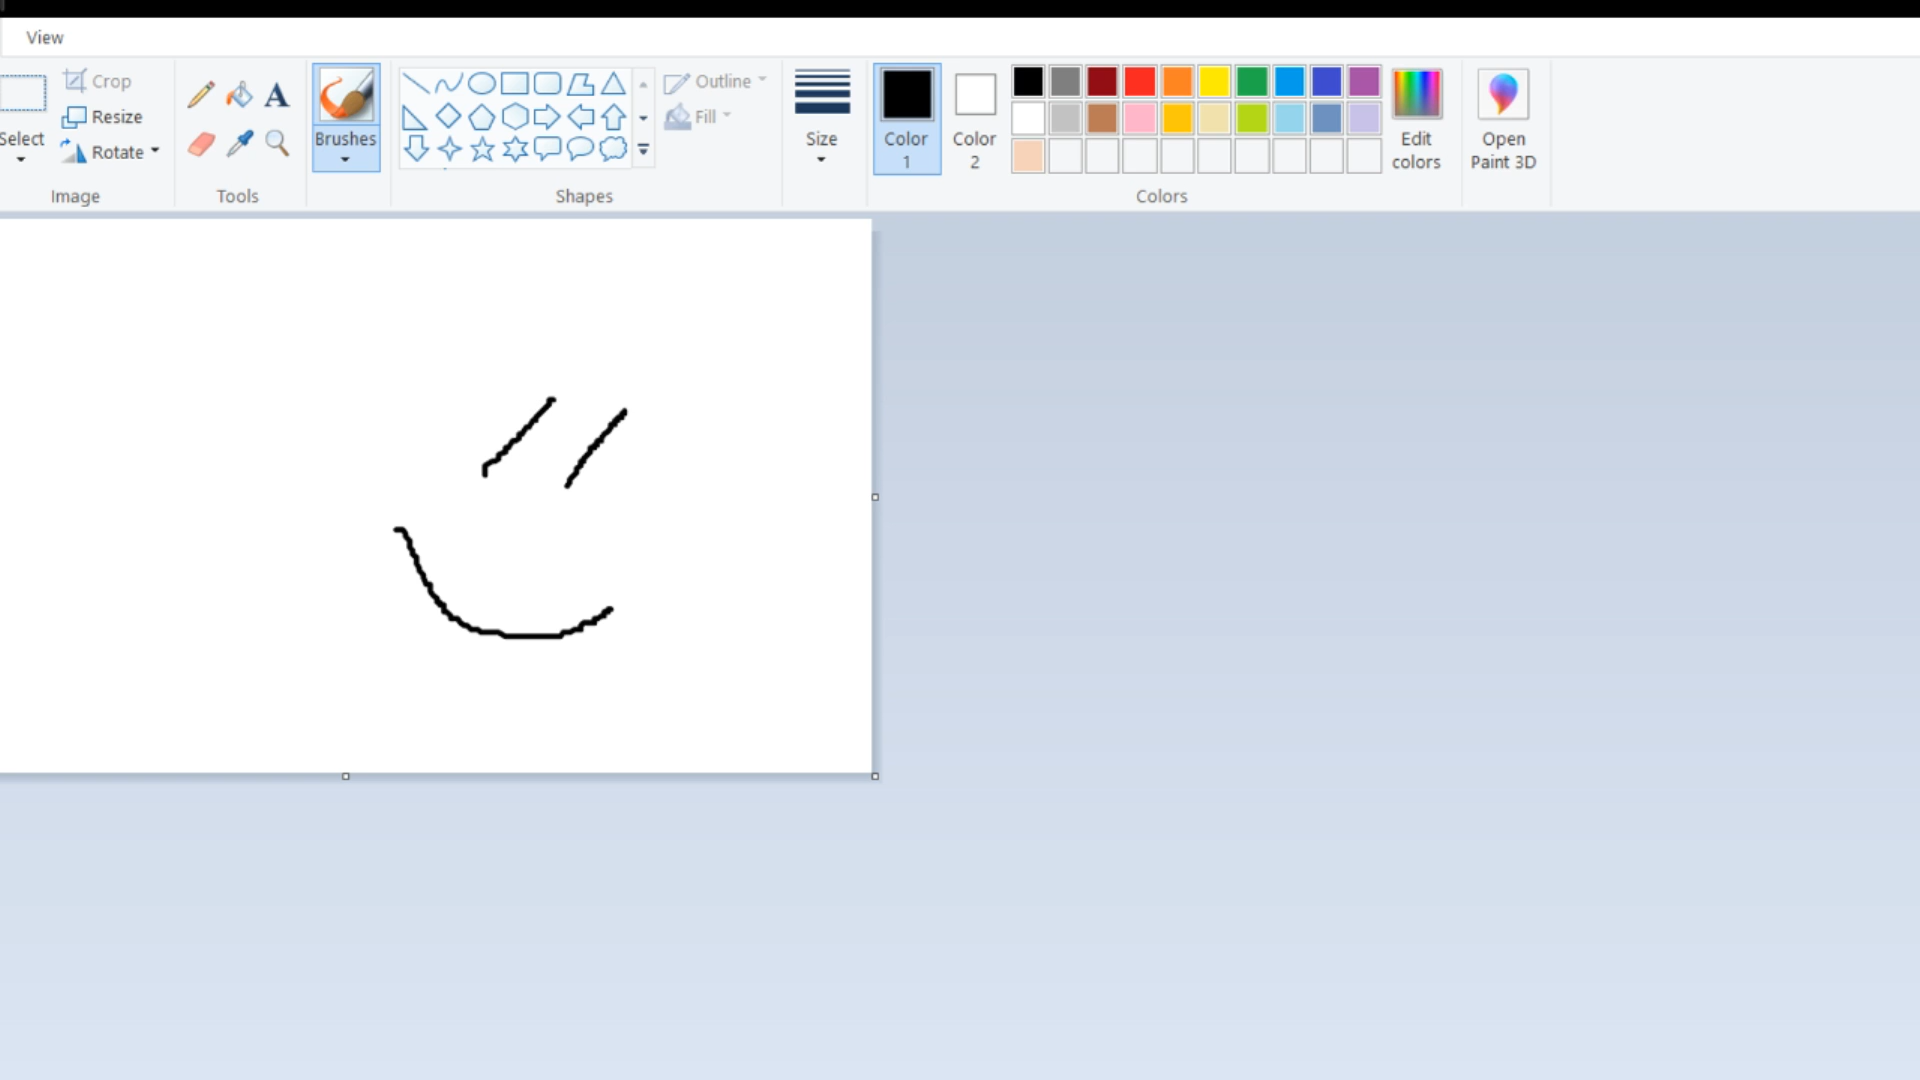 View
Crop
Resize
Rotate
Select
Image
A
Tools
Brushes
Outline
Fill
Shapes
Size
Color 1
Color 2
Edit colors
Colors
Open Paint 3D